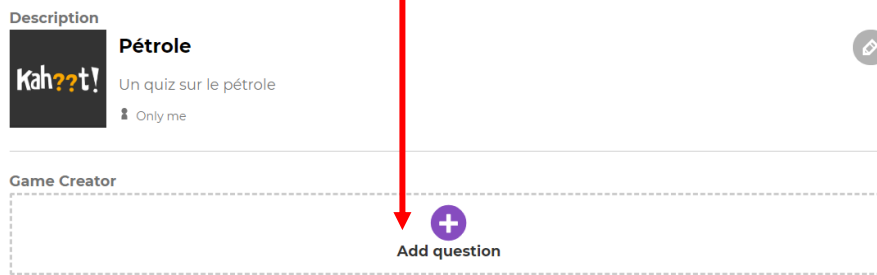 Description
Pétrole
Kah??t!
Un quiz sur le pétrole
Only me
Game Creator
Add question